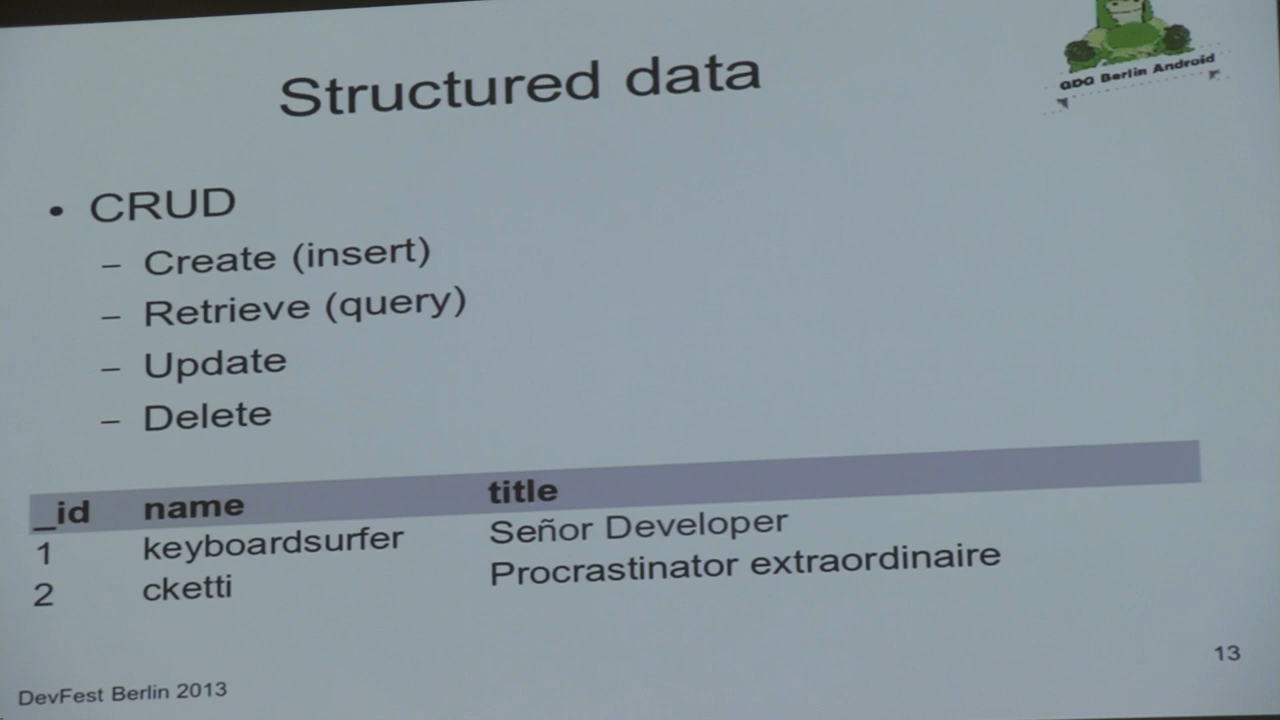 Structured data
GDG Berlin Android
• CRUD
– Create (insert)
– Retrieve (query)
– Update
– Delete
_id name title
1 keyboardsurfer Señor Developer
2 cketti Procrastinator extraordinaire
DevFest Berlin 2013
13